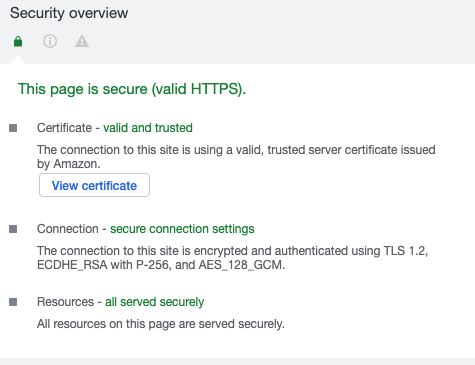 Security overview
This page is secure (valid HTTPS).
Certificate - valid and trusted
The connection to this site is using a valid, trusted server certificate issued
by Amazon.
View certificate
Connection - secure connection settings
The connection to this site is encrypted and authenticated using TLS 1.2,
ECDHE_RSA with P-256, and AES_128_GCM.
Resources - all served securely
All resources on this page are served securely.